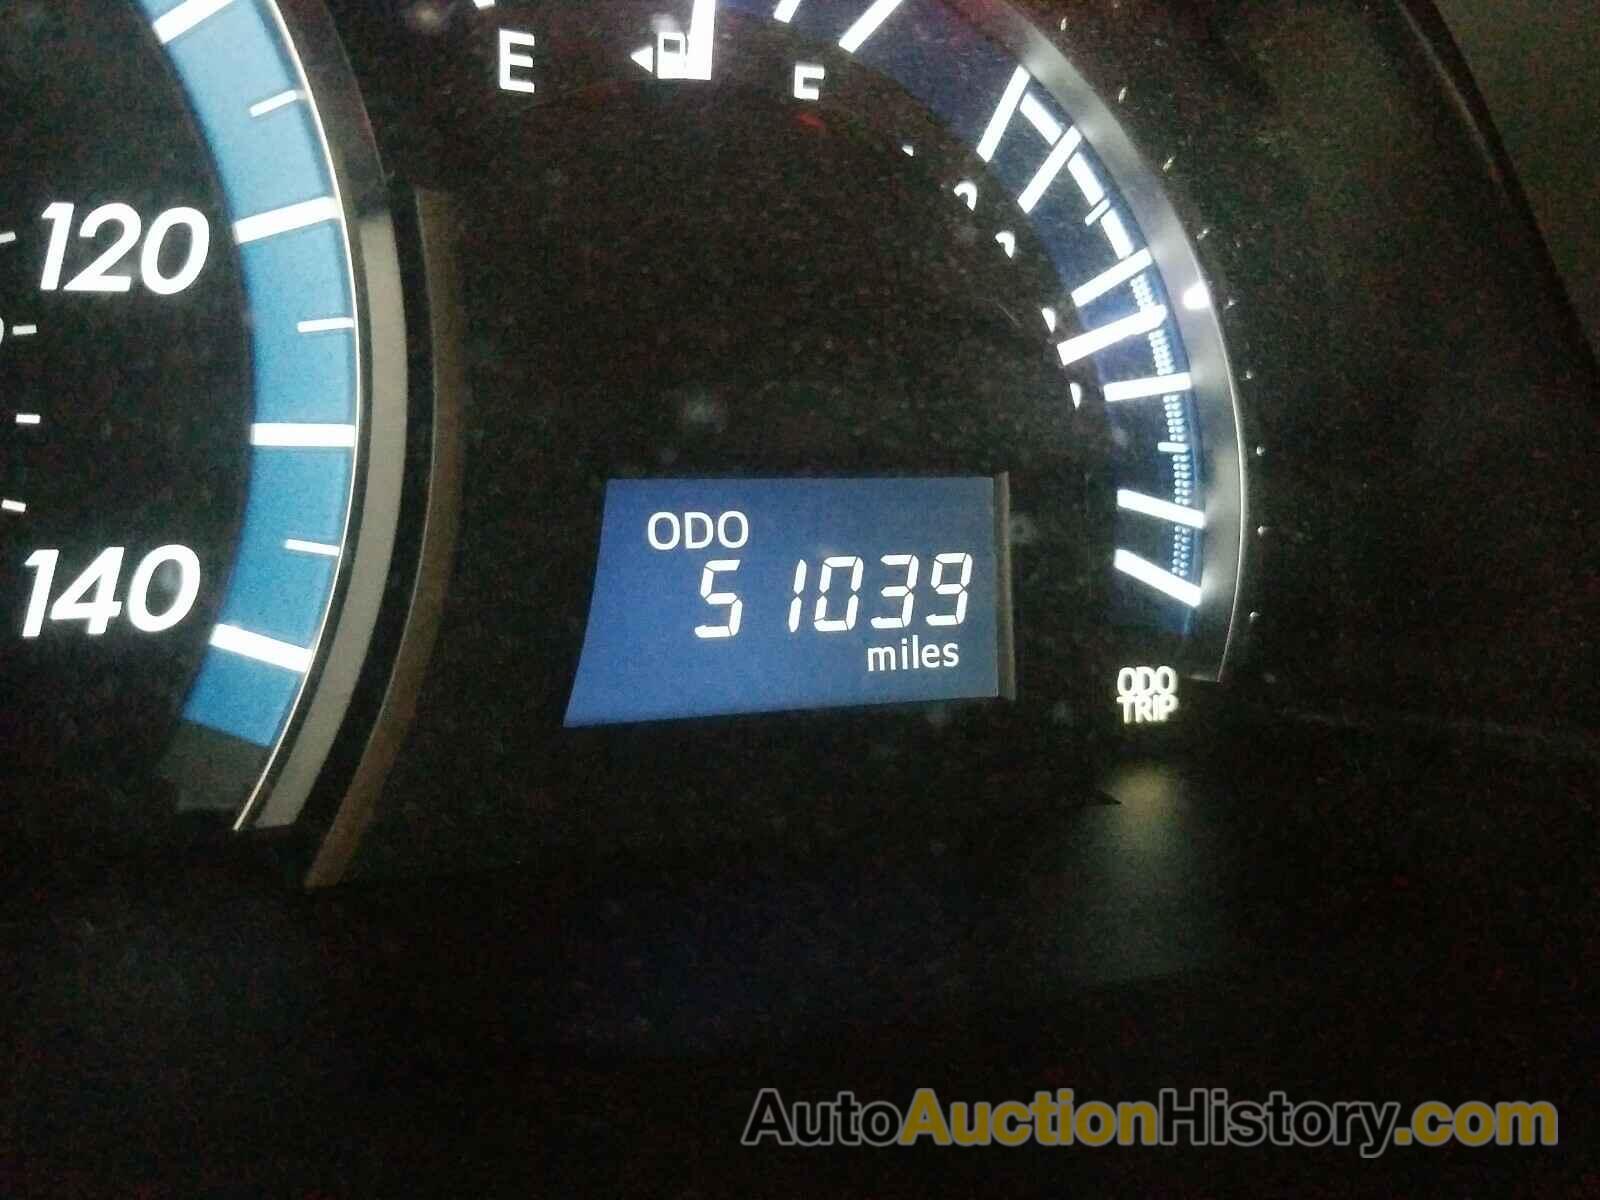 E
E
120
140
ODO
51039
miles
ODO
TRIP
AutoAuctionHistory.com